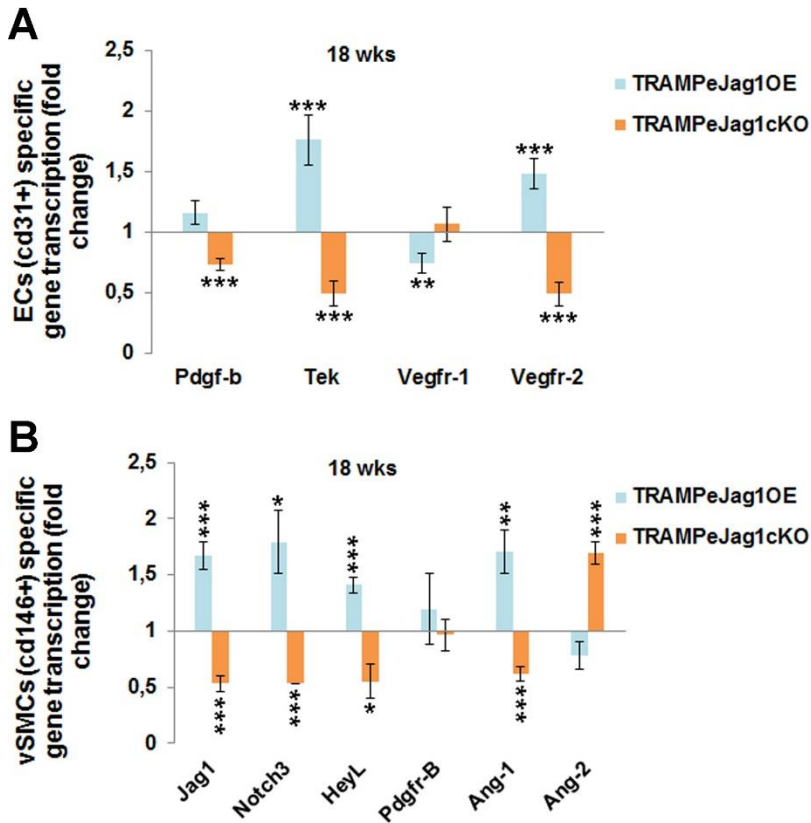 A
ECs (cd31+) specific
gene transcription (fold
change)
18 wks
2,5
2
1,5
1
0,5
0
***
***
***
**
***
***
Pdgf-b
Tek
Vegfr-1
Vegfr-2
TRAMPeJag1OE
TRAMPeJag1cKO
B
vSMCs (cd146+) specific
gene transcription (fold
change)
18 wks
2,5
2
1,5
1
0,5
0
***
*
***
**
***
***
***
*
***
Jag1
Notch3
HeyL
Pdgfr-B
Ang-1
Ang-2
TRAMPeJag1OE
TRAMPeJag1cKO